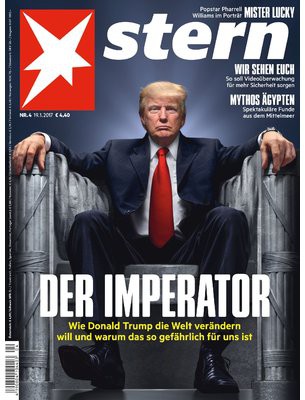 Popstar Pharrell
Williams im Porträt MISTER LUCKY
stern
WIR SEHEN EUCH
So soll Videoüberwachung
für mehr Sicherheit sorgen
MYTHOS ÄGYPTEN
Spektakuläre Funde
aus dem Mittelmeer
NR. 4 19.1.2017 € 4,40
DER IMPERATOR
Wie Donald Trump die Welt verändern
will und warum das so gefährlich für uns ist